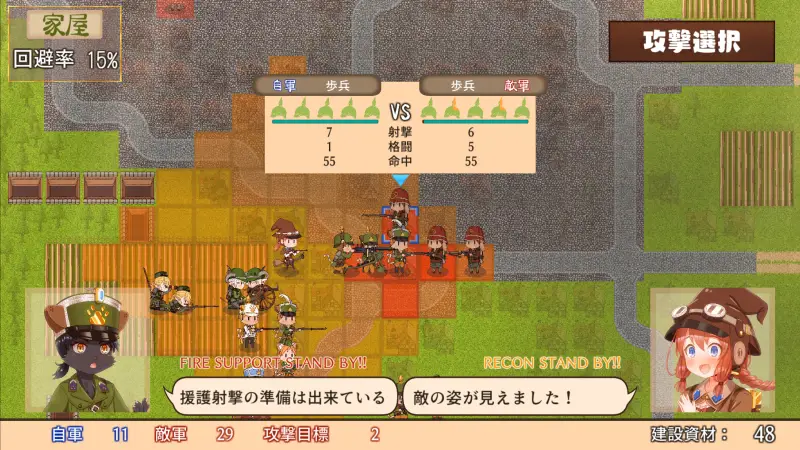 家屋
回避率 15%
攻撃選択
自軍 歩兵
VS
歩兵 敵軍
7 射撃 6
1 格闘 5
55 命中 55
FIRE SUPPORT STAND BY!!
RECON STAND BY!!
援護射撃の準備は出来ている
敵の姿が見えました！
自軍 11 敵軍 29 攻撃目標 2
建設資材： 48